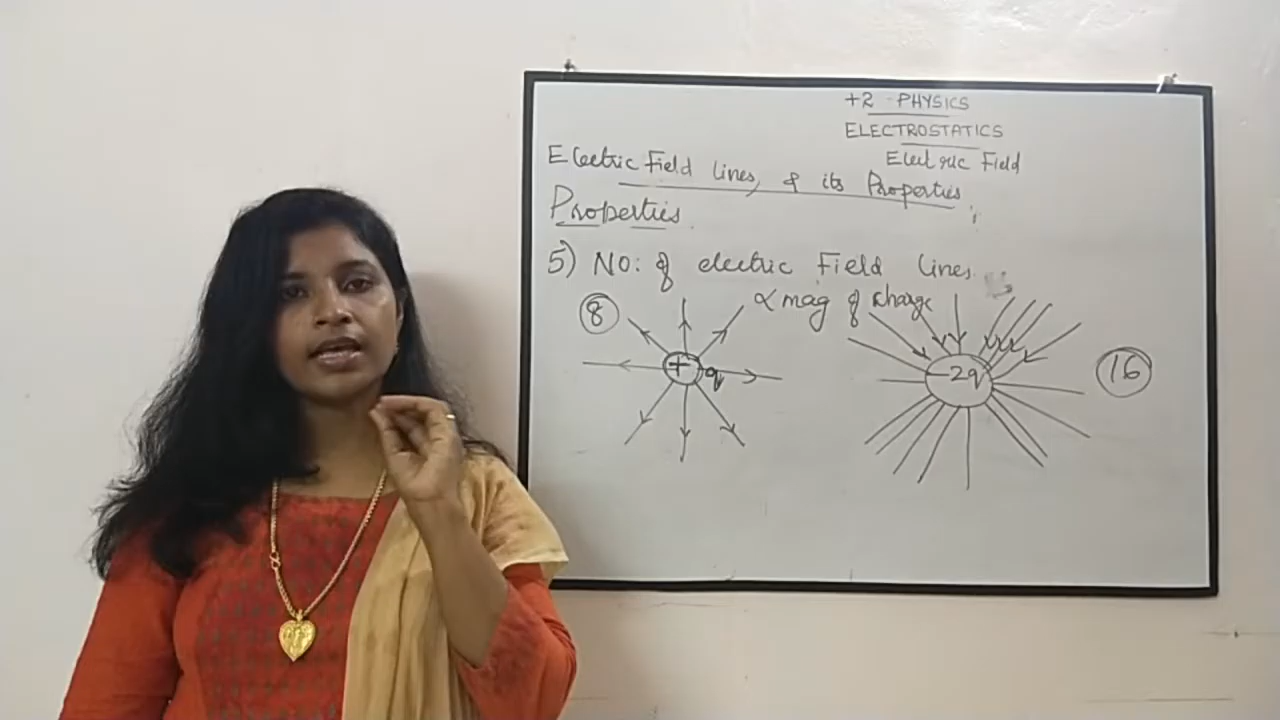 +2 PHYSICS
ELECTROSTATICS
Electric Field
Electric Field Lines, & its Properties
Properties
5) NO: of electric Field Lines
∝ mag of charge
8
+
q
-2q
16